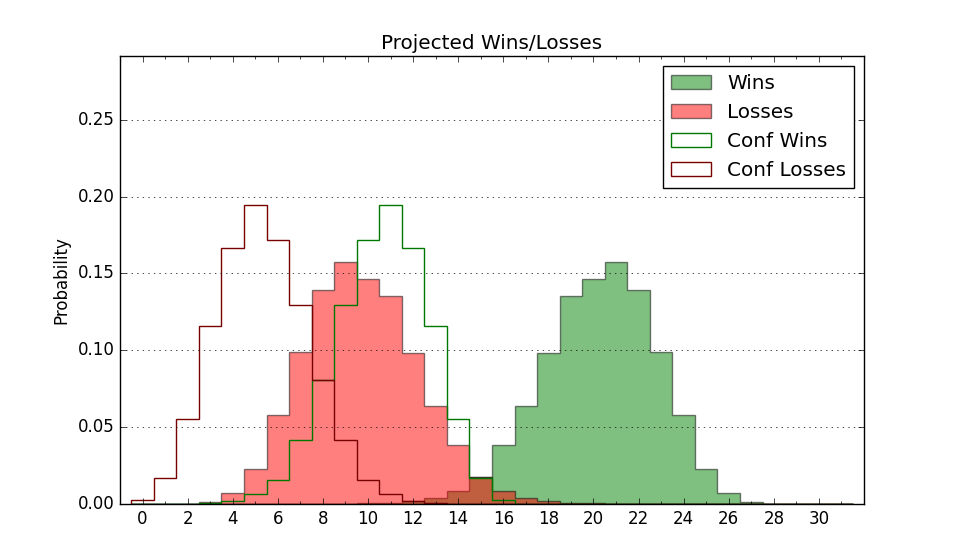 Projected Wins/Losses
Wins
Losses
Conf Wins
Conf Losses
Probability
0.25
0.20
0.15
0.10
0.05
0.00
0 2 4 6 8 10 12 14 16 18 20 22 24 26 28 30